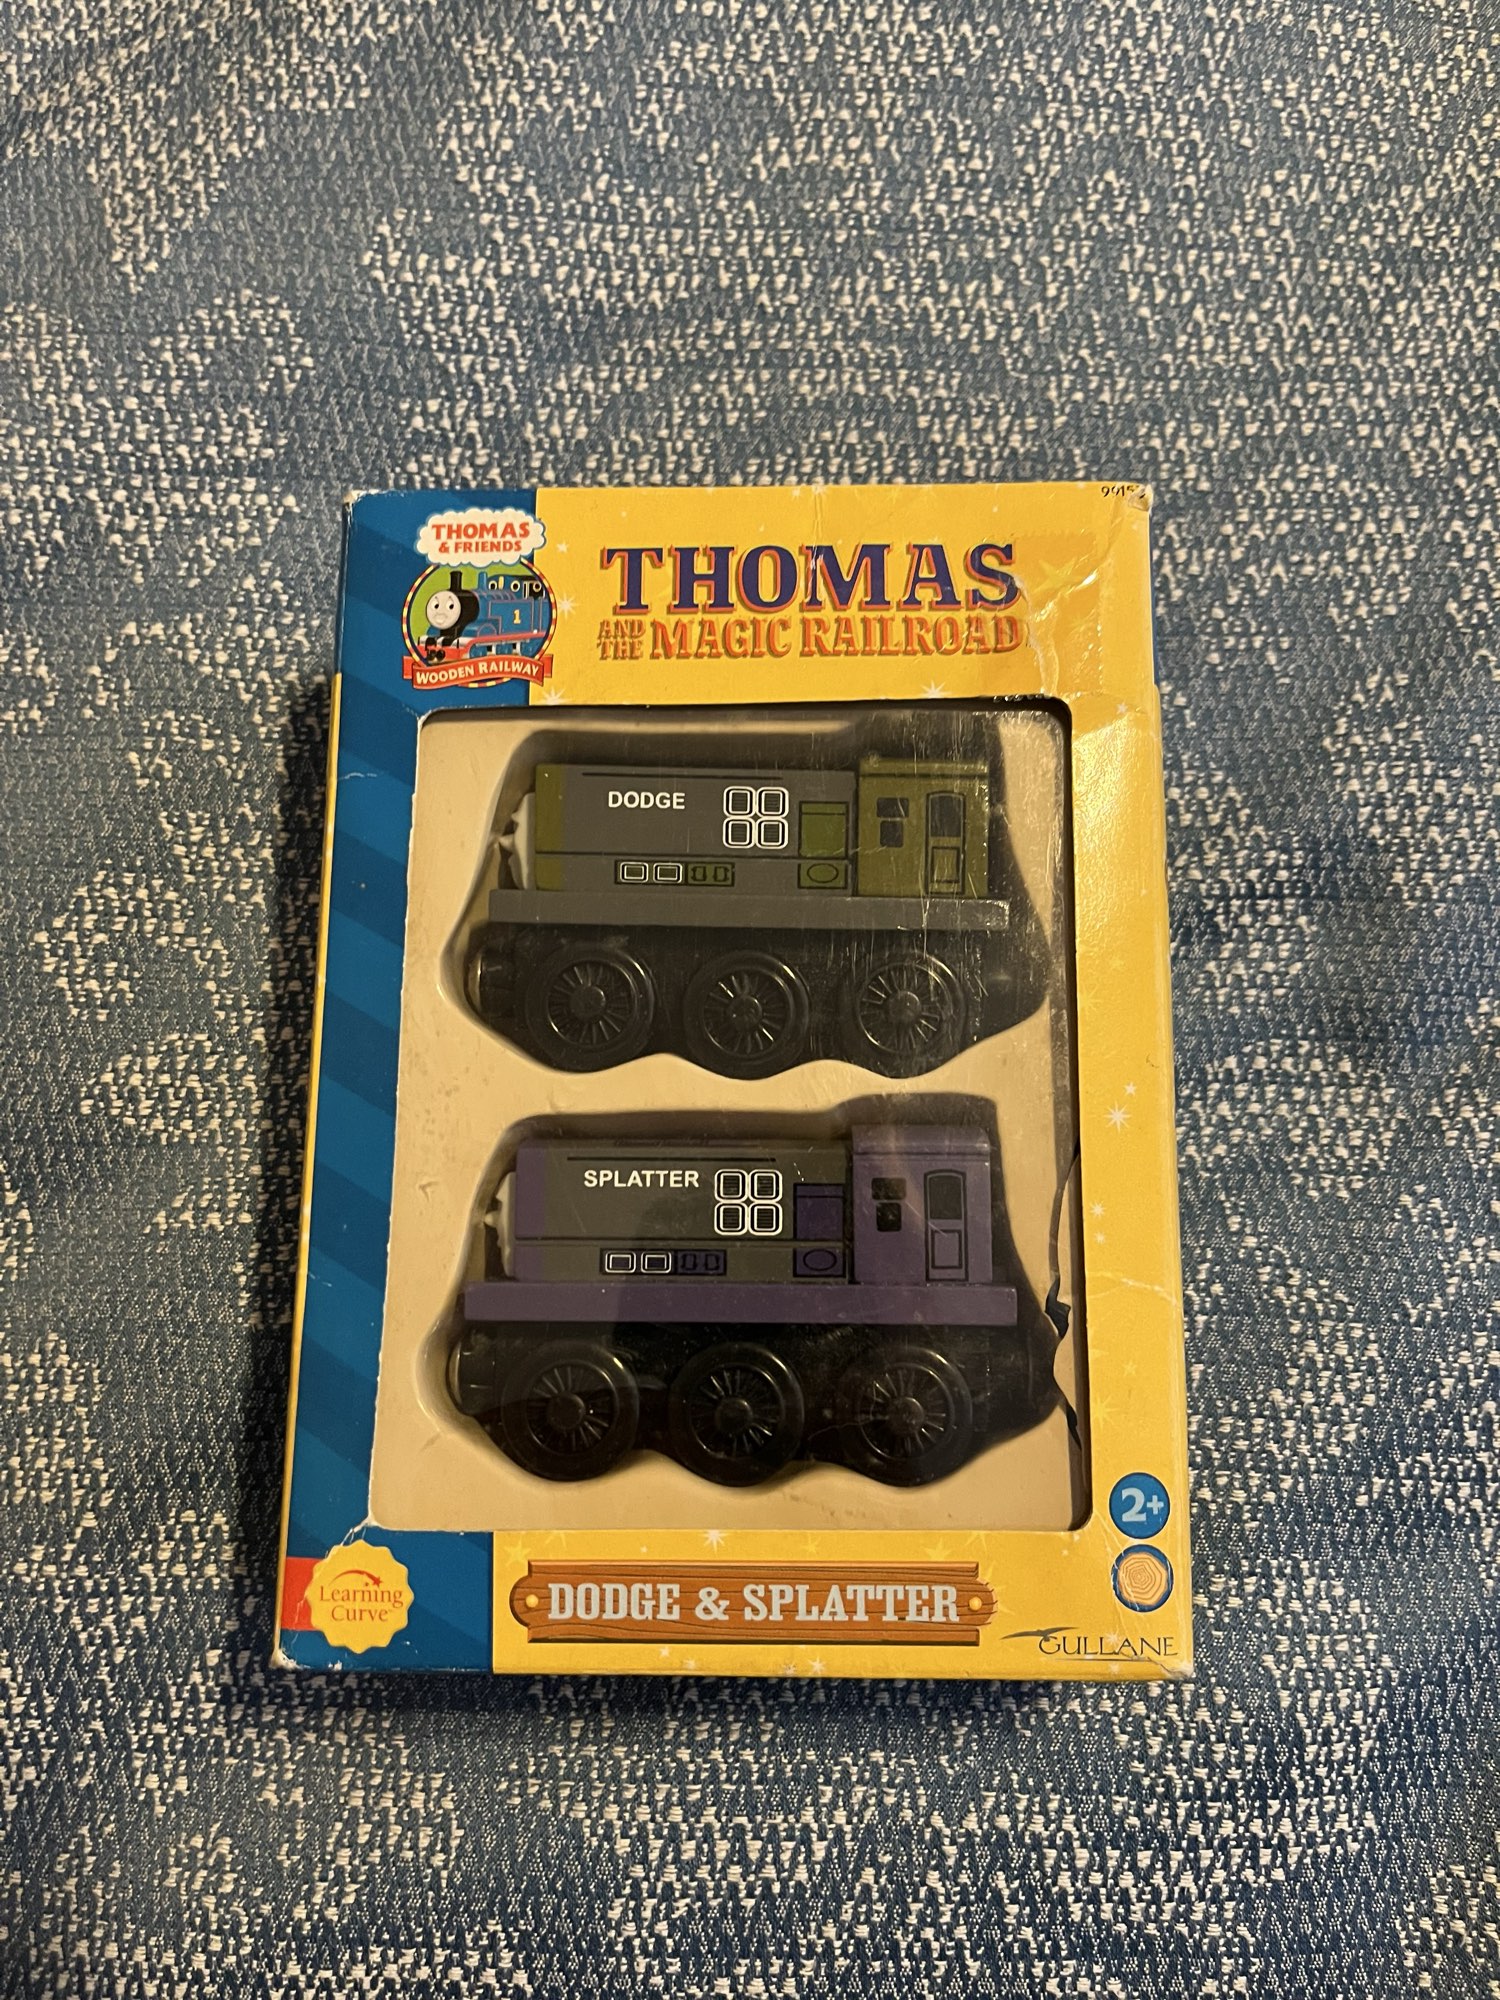 THOMAS
& FRIENDS
1
WOODEN RAILWAY
THOMAS
AND THE MAGIC RAILROAD
DODGE
SPLATTER
2+
Learning
Curve
DODGE & SPLATTER
GULLANE